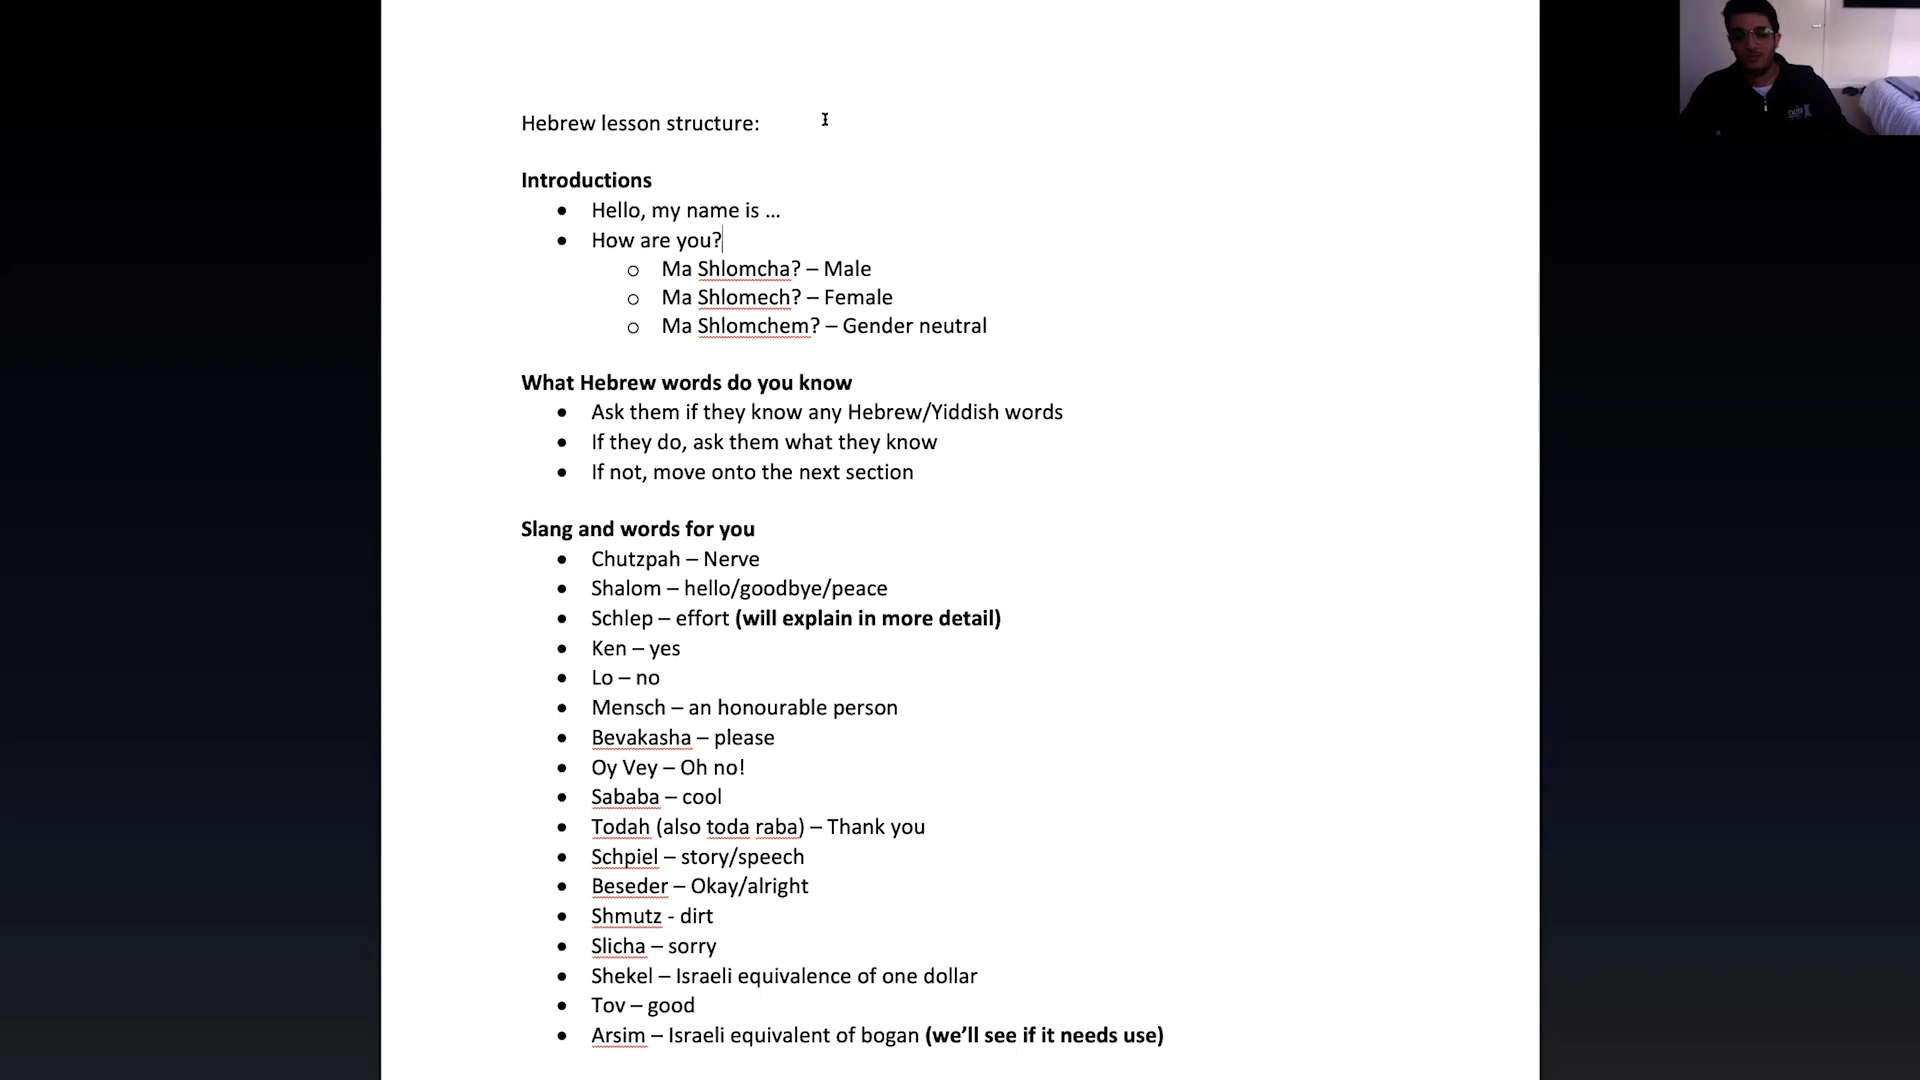 Hebrew lesson structure:
Introductions
• Hello, my name is ...
• How are you?
o Ma Shlomcha? – Male
o Ma Shlomech? – Female
o Ma Shlomchem? – Gender neutral
What Hebrew words do you know
• Ask them if they know any Hebrew/Yiddish words
• If they do, ask them what they know
• If not, move onto the next section
Slang and words for you
• Chutzpah – Nerve
• Shalom – hello/goodbye/peace
• Schlep – effort (will explain in more detail)
• Ken – yes
• Lo – no
• Mensch – an honourable person
• Bevakasha – please
• Oy Vey – Oh no!
• Sababa – cool
• Todah (also toda raba) – Thank you
• Schpiel – story/speech
• Beseder – Okay/alright
• Shmutz - dirt
• Slicha – sorry
• Shekel – Israeli equivalence of one dollar
• Tov – good
• Arsim – Israeli equivalent of bogan (we’ll see if it needs use)